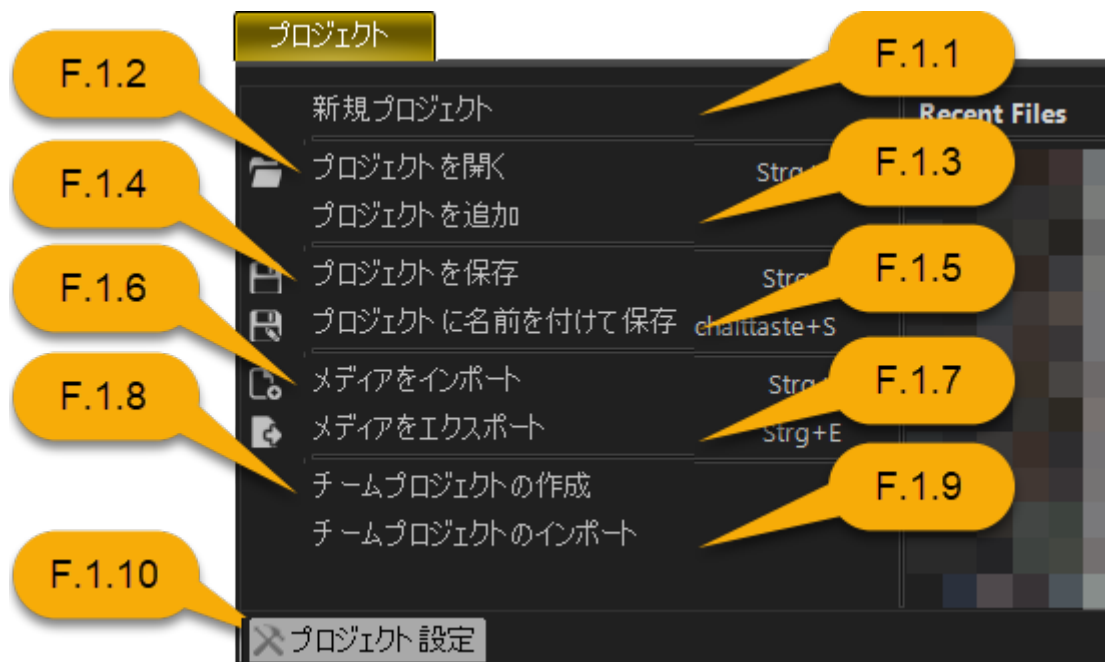 プロジェクト
F.1.1
F.1.2
新規プロジェクト
Recent Files
プロジェクトを開く Strg
F.1.3
F.1.4
プロジェクトを追加
プロジェクトを保存 Strg
F.1.5
F.1.6
プロジェクトに名前を付けて保存 chalttaste+S
メディアをインポート Strg
F.1.7
F.1.8
メディアをエクスポート Strg+E
チームプロジェクトの作成
F.1.9
チームプロジェクトのインポート
F.1.10
プロジェクト設定